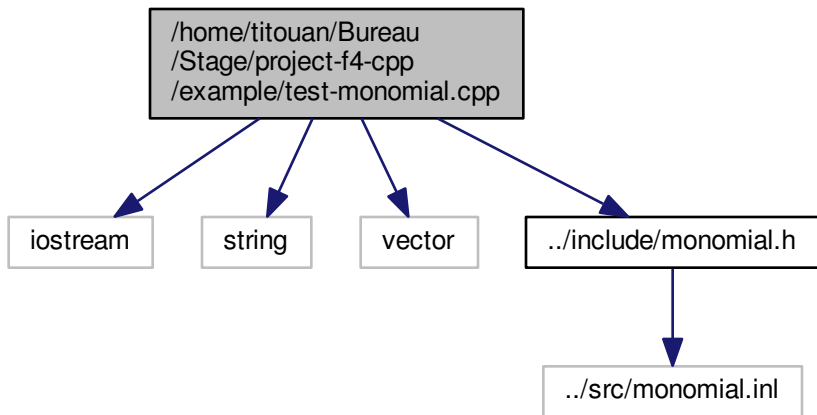 /home/titouan/Bureau
/Stage/project-f4-cpp
/example/test-monomial.cpp
iostream
string
vector
../include/monomial.h
../src/monomial.inl